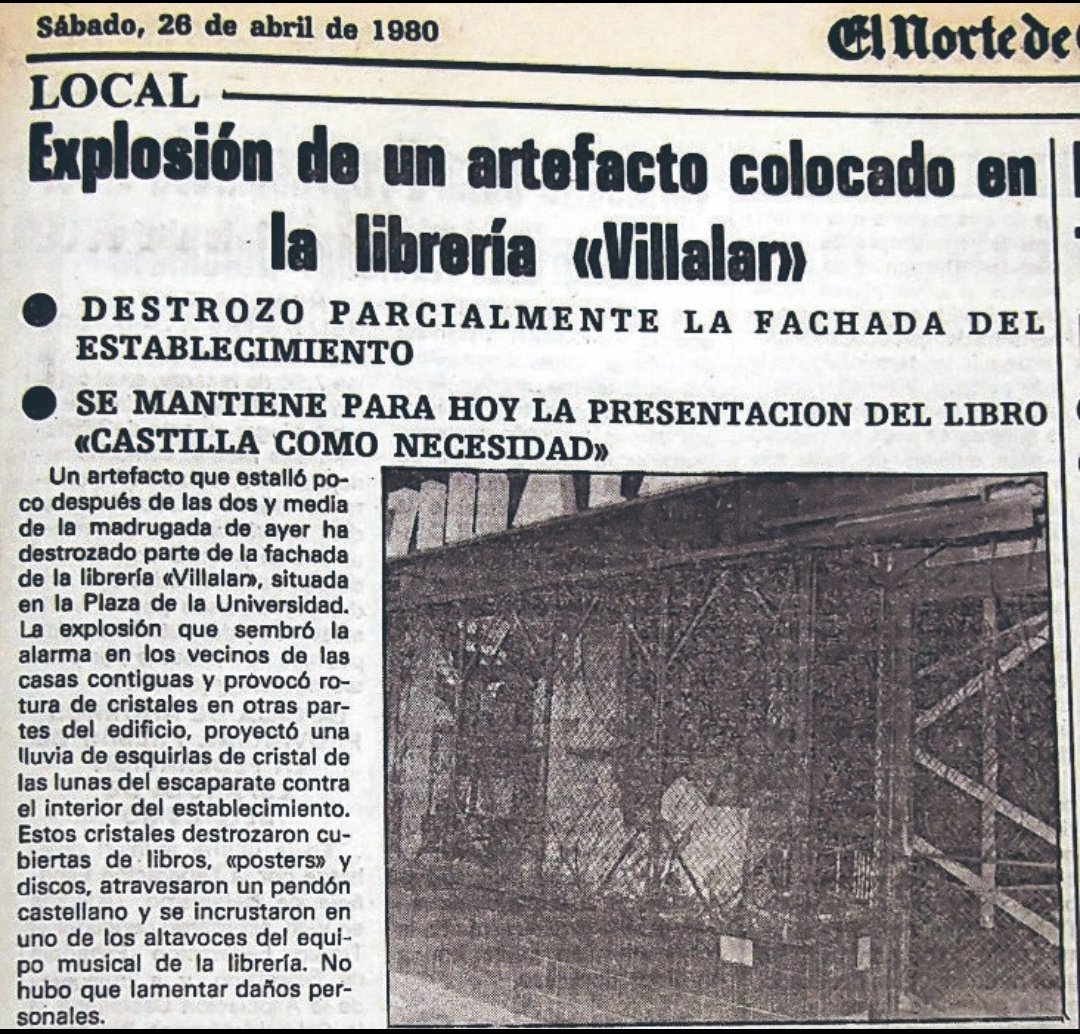 Sábado, 26 de abril de 1980
El Norte de
LOCAL
Explosión de un artefacto colocado en
la librería «Villalar»
● DESTROZO PARCIALMENTE LA FACHADA DEL
ESTABLECIMIENTO
● SE MANTIENE PARA HOY LA PRESENTACION DEL LIBRO
«CASTILLA COMO NECESIDAD»
Un artefacto que estalló po-
co después de las dos y media
de la madrugada de ayer ha
destrozado parte de la fachada
de la librería «Villalar», situada
en la Plaza de la Universidad.
La explosión que sembró la
alarma en los vecinos de las
casas contiguas y provocó ro-
tura de cristales en otras par-
tes del edificio, proyectó una
lluvia de esquirlas de cristal de
las lunas del escaparate contra
el interior del establecimiento.
Estos cristales destrozaron cu-
biertas de libros, «posters» y
discos, atravesaron un pendón
castellano y se incrustaron en
uno de los altavoces del equi-
po musical de la librería. No
hubo que lamentar daños per-
sonales.